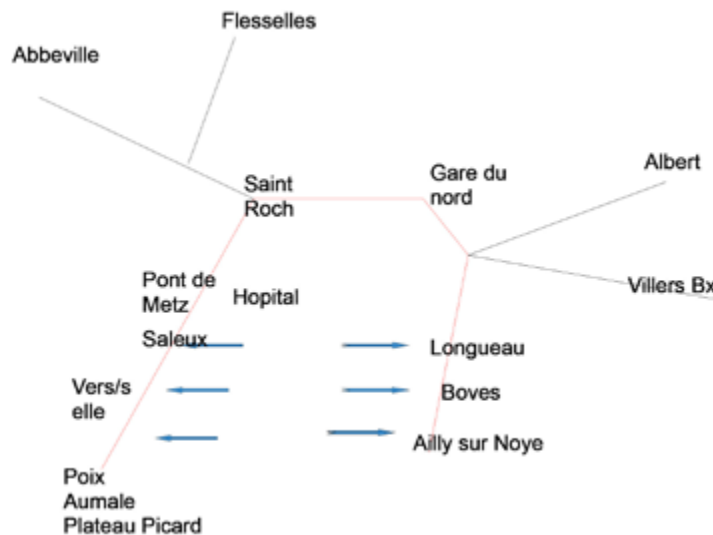 Flesselles
Abbeville
Albert
Gare du
nord
Saint
Roch
Villers Bx
Pont de
Metz
Hopital
Saleux
Longueau
Vers/s
elle
Boves
Ailly sur Noye
Poix
Aumale
Plateau Picard